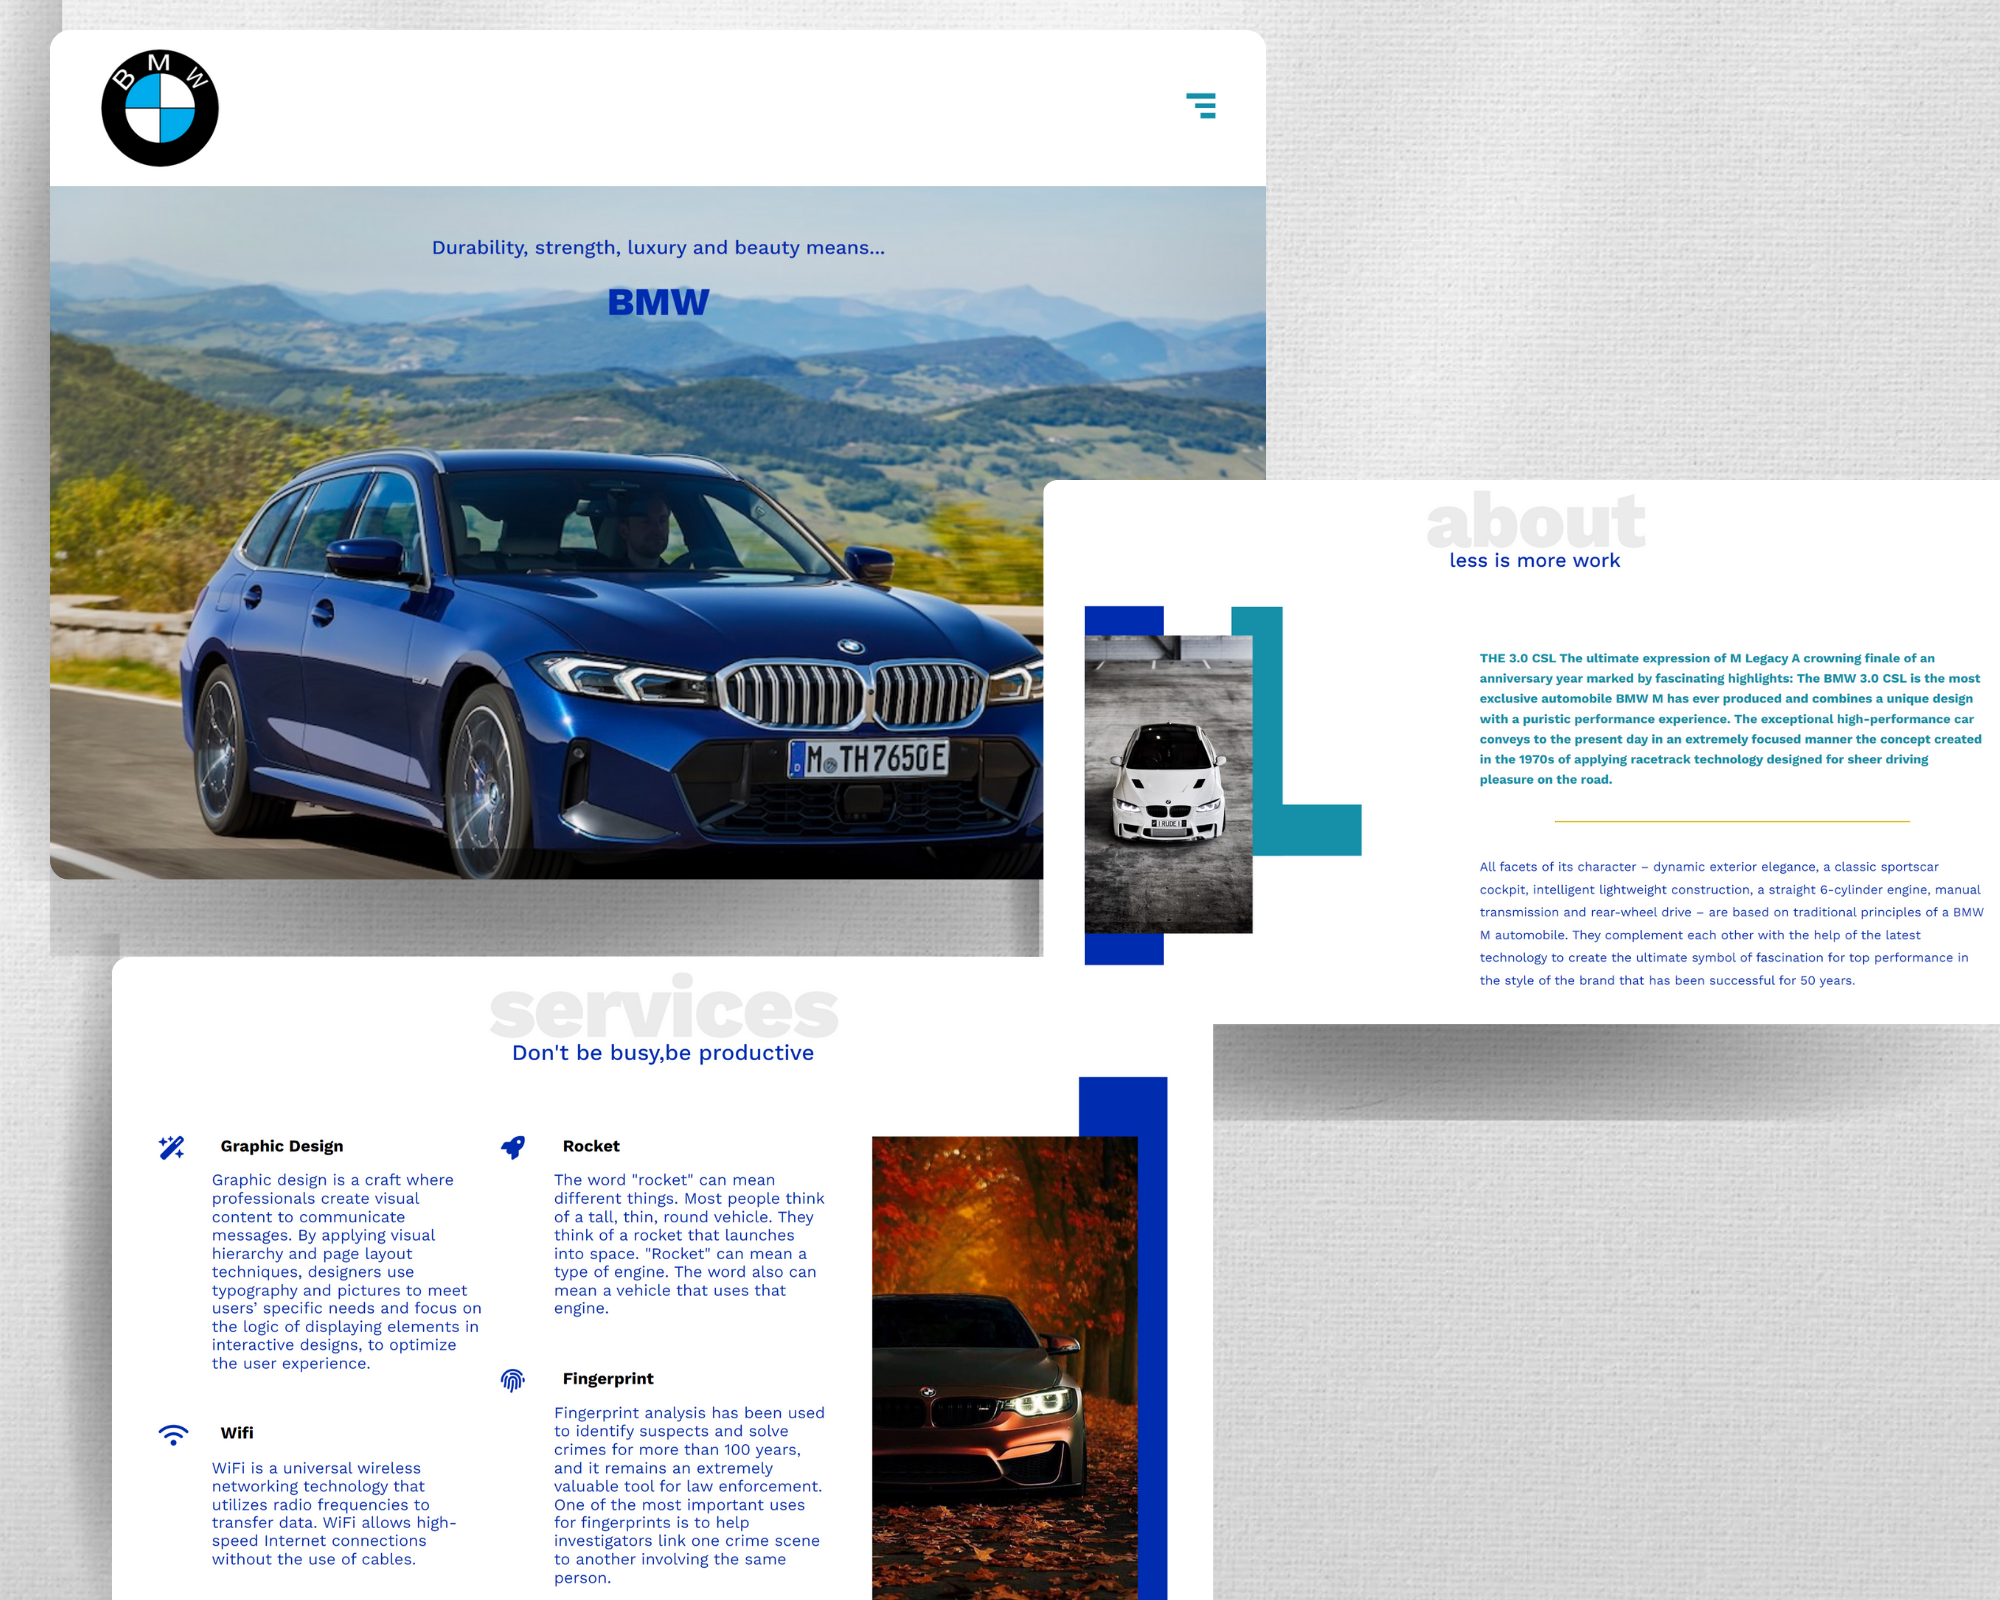 BMW
Durability, strength, luxury and beauty means...
BMW
M TH 7650 E
D
about
less is more work
THE 3.0 CSL The ultimate expression of M Legacy A crowning finale of an
anniversary year marked by fascinating highlights: The BMW 3.0 CSL is the most
exclusive automobile BMW M has ever produced and combines a unique design
with a puristic performance experience. The exceptional high-performance car
conveys to the present day in an extremely focused manner the concept created
in the 1970s of applying racetrack technology designed for sheer driving
pleasure on the road.
RUDE
All facets of its character – dynamic exterior elegance, a classic sportscar
cockpit, intelligent lightweight construction, a straight 6-cylinder engine, manual
transmission and rear-wheel drive – are based on traditional principles of a BMW
M automobile. They complement each other with the help of the latest
technology to create the ultimate symbol of fascination for top performance in
the style of the brand that has been successful for 50 years.
services
Don't be busy,be productive
Graphic Design
Graphic design is a craft where
professionals create visual
content to communicate
messages. By applying visual
hierarchy and page layout
techniques, designers use
typography and pictures to meet
users’ specific needs and focus on
the logic of displaying elements in
interactive designs, to optimize
the user experience.
Rocket
The word "rocket" can mean
different things. Most people think
of a tall, thin, round vehicle. They
think of a rocket that launches
into space. "Rocket" can mean a
type of engine. The word also can
mean a vehicle that uses that
engine.
Wifi
WiFi is a universal wireless
networking technology that
utilizes radio frequencies to
transfer data. WiFi allows high-
speed Internet connections
without the use of cables.
Fingerprint
Fingerprint analysis has been used
to identify suspects and solve
crimes for more than 100 years,
and it remains an extremely
valuable tool for law enforcement.
One of the most important uses
for fingerprints is to help
investigators link one crime scene
to another involving the same
person.